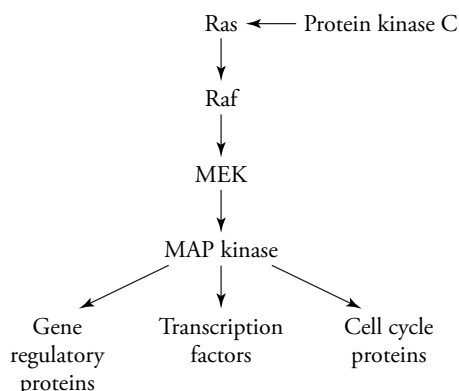 Ras Protein kinase C
Raf
MEK
MAP kinase
Gene
regulatory
proteins
Transcription
factors
Cell cycle
proteins